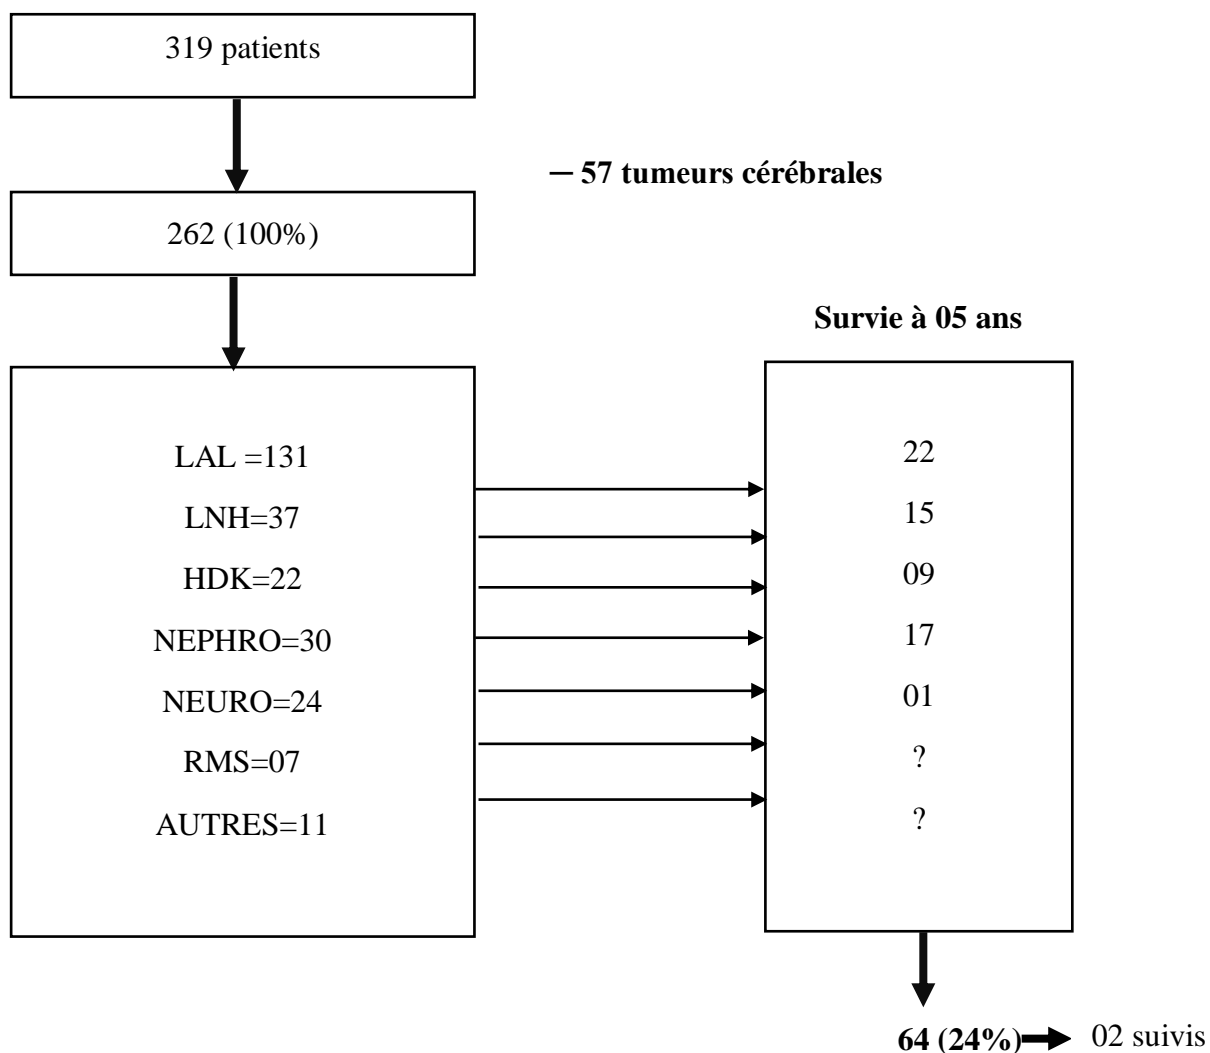 319 patients
— 57 tumeurs cérébrales
262 (100%)
Survie à 05 ans
LAL =131
LNH=37
HDK=22
NEPHRO=30
NEURO=24
RMS=07
AUTRES=11
22
15
09
17
01
?
?
64 (24%)
02 suivis